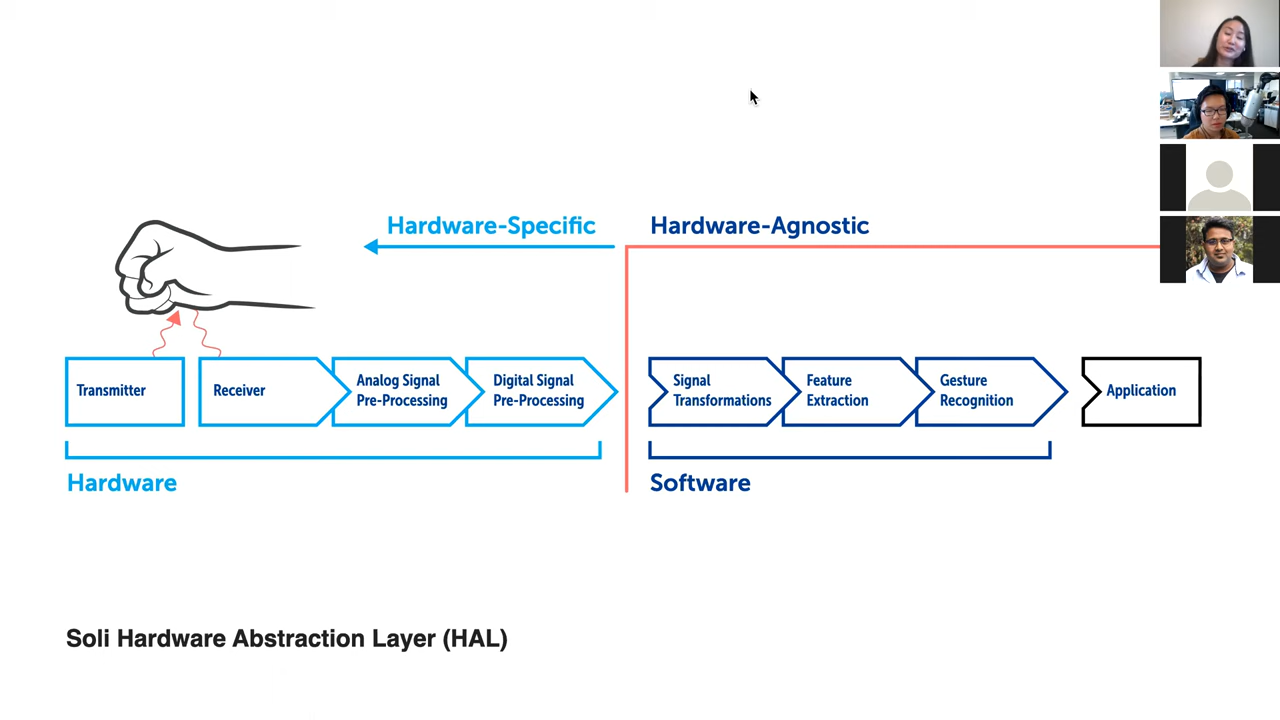 Hardware-Specific
Hardware-Agnostic
Transmitter
Receiver
Analog Signal
Pre-Processing
Digital Signal
Pre-Processing
Signal
Transformations
Feature
Extraction
Gesture
Recognition
Application
Hardware
Software
Soli Hardware Abstraction Layer (HAL)